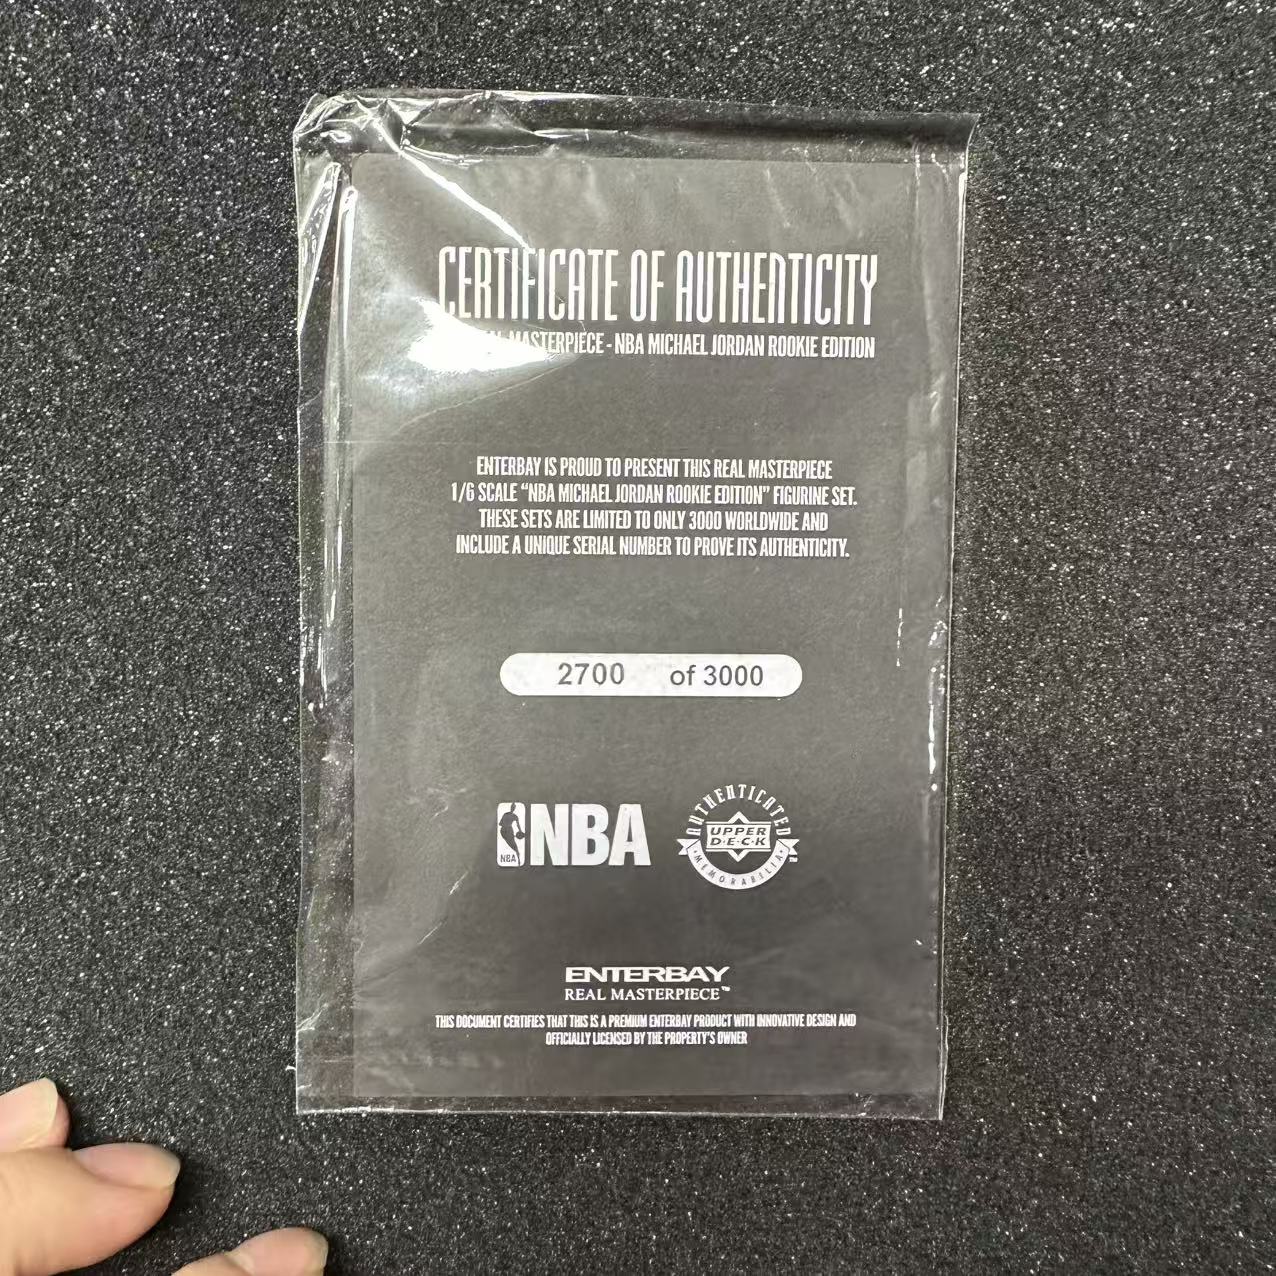 CERTIFICATE OF AUTHENTICITY
MASTERPIECE - NBA MICHAEL JORDAN ROOKIE EDITION
ENTERBAY IS PROUD TO PRESENT THIS REAL MASTERPIECE
1/6 SCALE “NBA MICHAEL JORDAN ROOKIE EDITION” FIGURINE SET.
THESE SETS ARE LIMITED TO ONLY 3000 WORLDWIDE AND
INCLUDE A UNIQUE SERIAL NUMBER TO PROVE ITS AUTHENTICITY.
2700 of 3000
NBA
NBA
AUTHENTICATED
UPPER
D·E·C·K
MEMORABILIA
ENTERBAY
REAL MASTERPIECE™
THIS DOCUMENT CERTIFIES THAT THIS IS A PREMIUM ENTERBAY PRODUCT WITH INNOVATIVE DESIGN AND
OFFICIALLY LICENSED BY THE PROPERTY'S OWNER